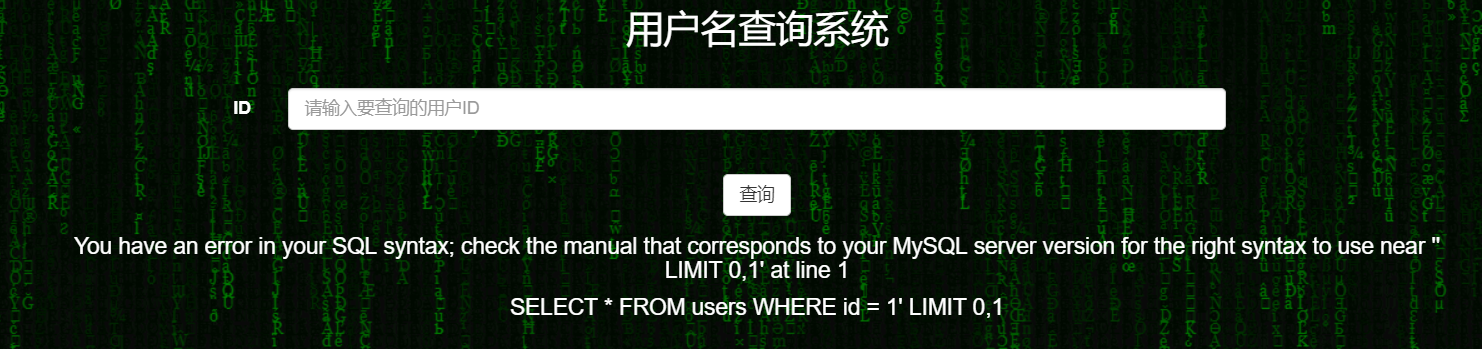 用户名查询系统
ID 请输入要查询的用户ID
查询
You have an error in your SQL syntax; check the manual that corresponds to your MySQL server version for the right syntax to use near ''
LIMIT 0,1' at line 1
SELECT * FROM users WHERE id = 1' LIMIT 0,1